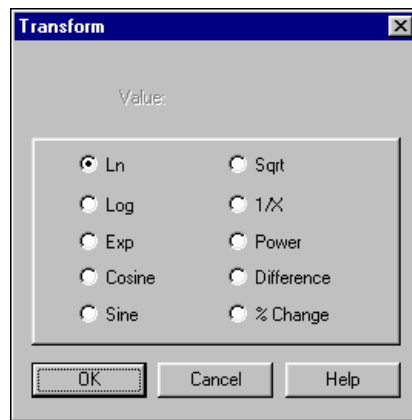 Transform
Value:
Ln Sqrt
Log 1/X
Exp Power
Cosine Difference
Sine % Change
OK Cancel Help